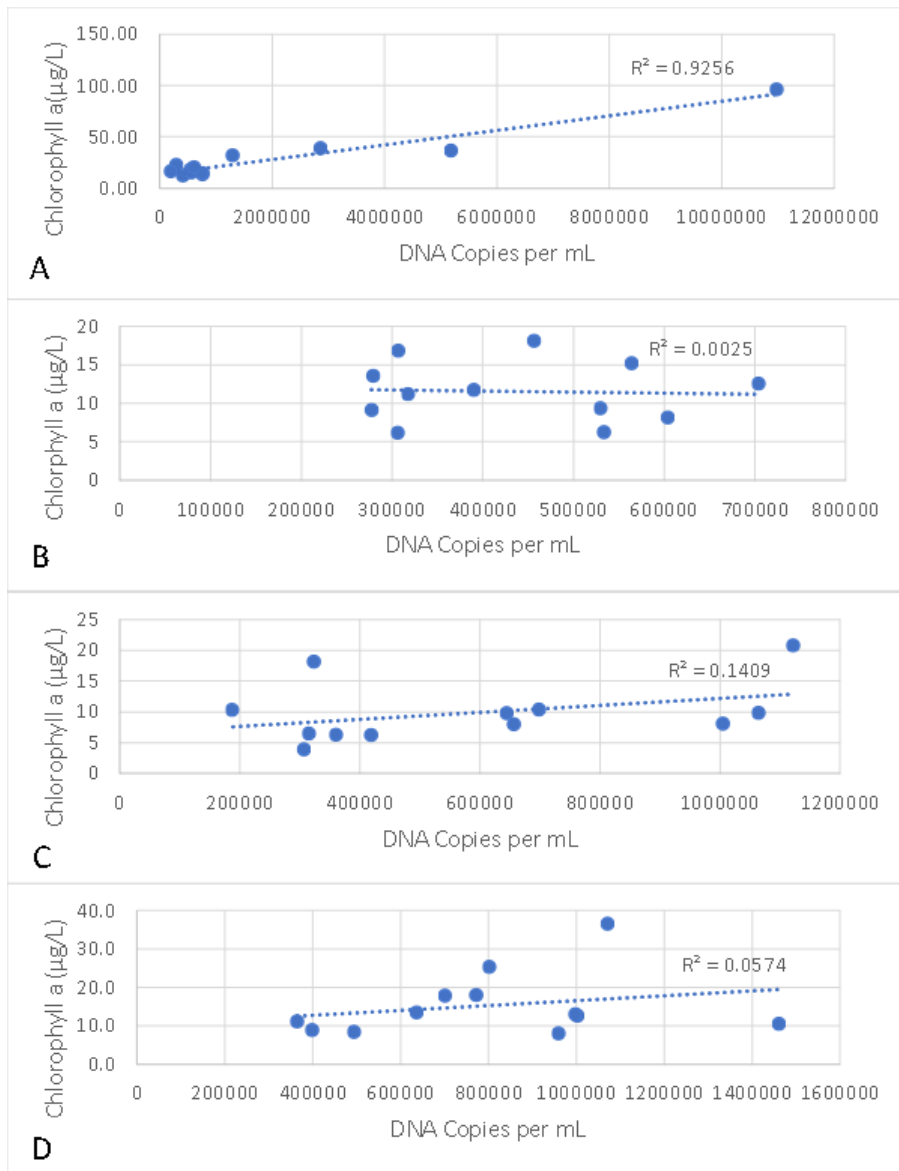 150.00
100.00
50.00
0.00
Chlorophyll a(µg/L)
R² = 0.9256
0 2000000 4000000 6000000 8000000 10000000 12000000
DNA Copies per mL
A
20
15
10
5
0
Chlorphyll a (µg/L)
R² = 0.0025
0 100000 200000 300000 400000 500000 600000 700000 800000
DNA Copies per mL
B
25
20
15
10
5
0
Chlorophyll a (µg/L)
R² = 0.1409
0 200000 400000 600000 800000 1000000 1200000
DNA Copies per mL
C
40.0
30.0
20.0
10.0
0.0
Chlorophyll a (µg/L)
R² = 0.0574
0 200000 400000 600000 800000 1000000 1200000 1400000 1600000
DNA Copies per mL
D